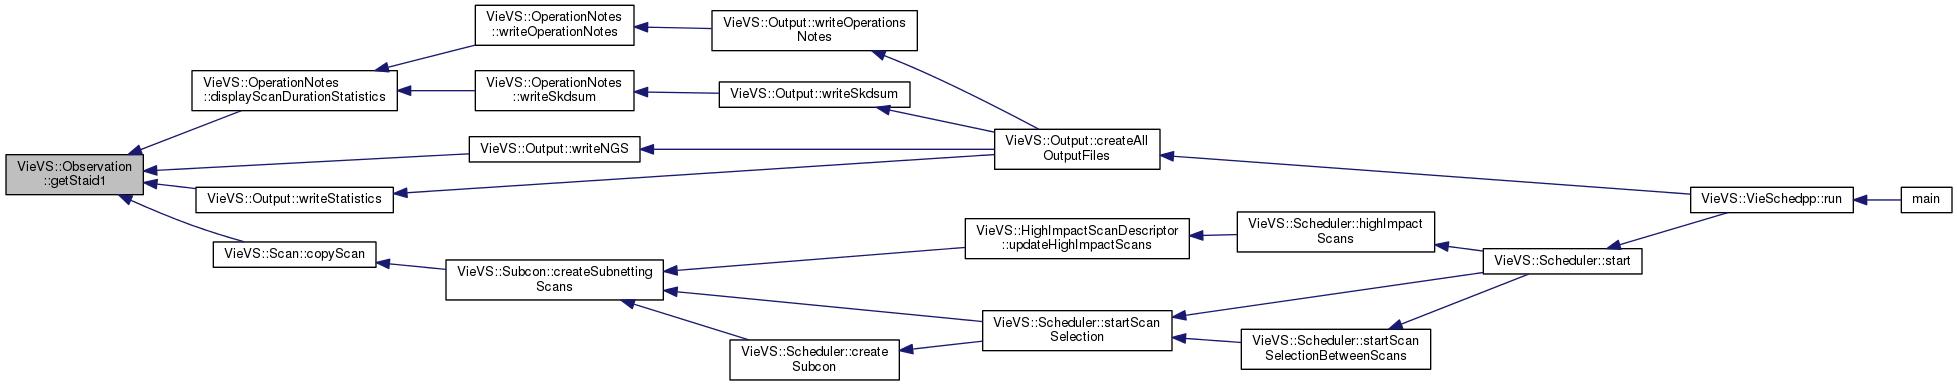 VieVS::Observation
::getStaid1
VieVS::OperationNotes
::displayScanDurationStatistics
VieVS::OperationNotes
::writeOperationNotes
VieVS::Output::writeOperations
Notes
VieVS::OperationNotes
::writeSkdsum
VieVS::Output::writeSkdsum
VieVS::Output::createAll
OutputFiles
VieVS::Output::writeNGS
VieVS::Output::writeStatistics
VieVS::VieSchedpp::run
main
VieVS::Scan::copyScan
VieVS::Subcon::createSubnetting
Scans
VieVS::HighImpactScanDescriptor
::updateHighImpactScans
VieVS::Scheduler::highImpact
Scans
VieVS::Scheduler::start
VieVS::Scheduler::startScan
Selection
VieVS::Scheduler::create
Subcon
VieVS::Scheduler::startScan
SelectionBetweenScans